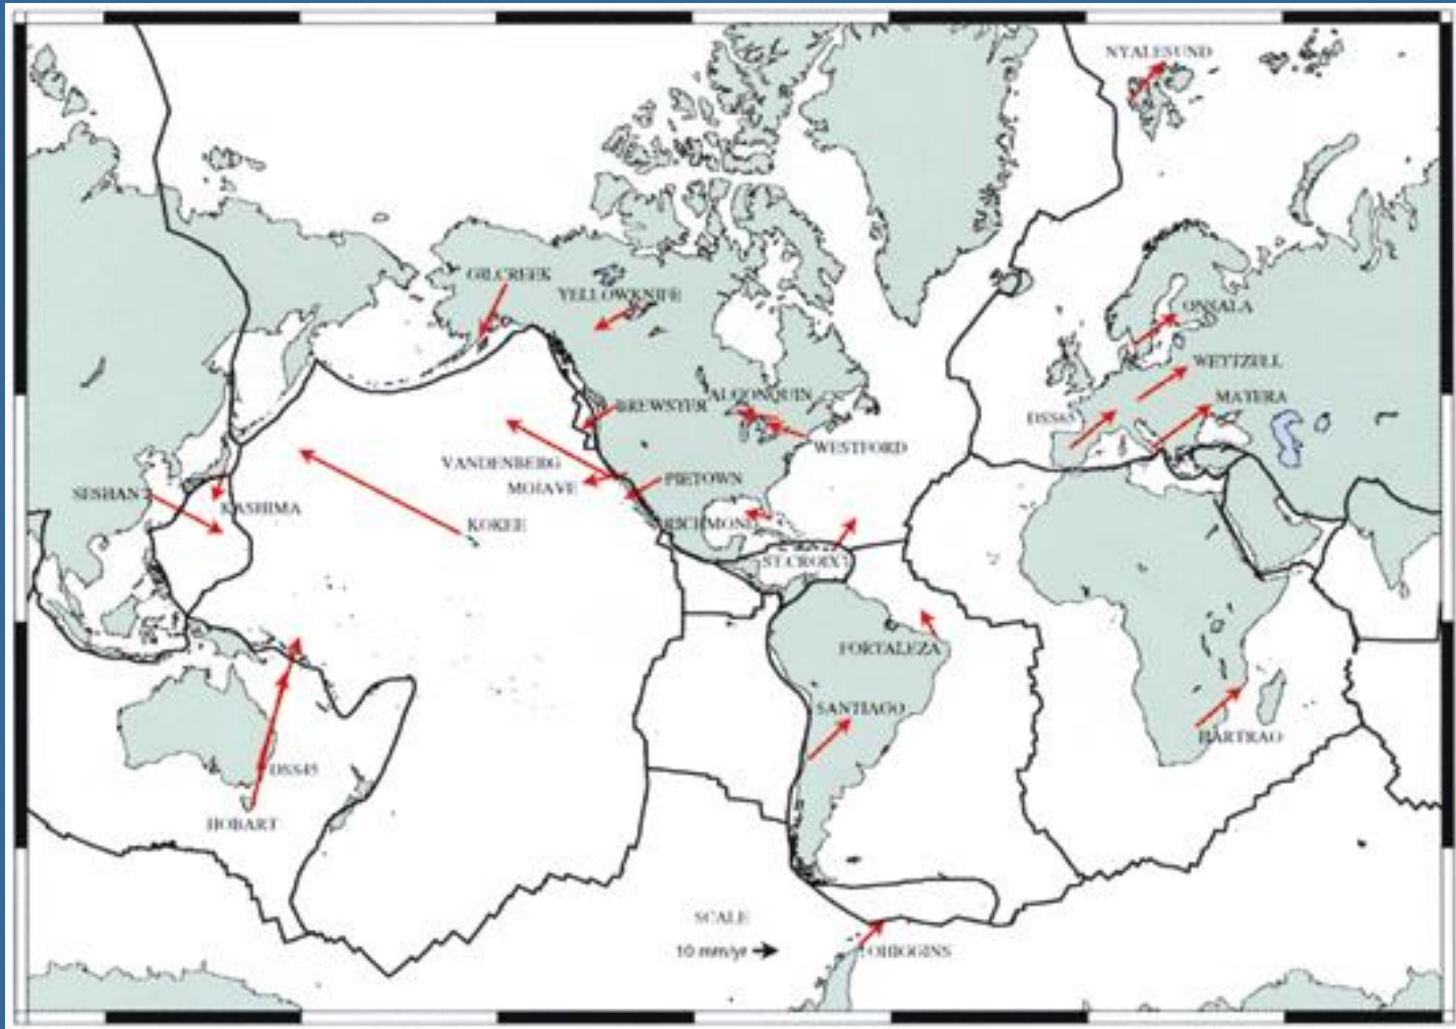 NYALESUND
GILCREEK
YELLOWKNIFE
ONSALA
WETTZELL
ALGONQUIN
BREWSTER
MATERA
DSS65
WESTFORD
VANDENBERG
MOJAVE
PIETOWN
SESHAN
KASHIMA
KOKEE
RICHMOND
ST.CROIX
FORTALEZA
SANTIAGO
HARTRAO
DSS45
HOBART
SCALE
10 mm/yr
OHIGGINS